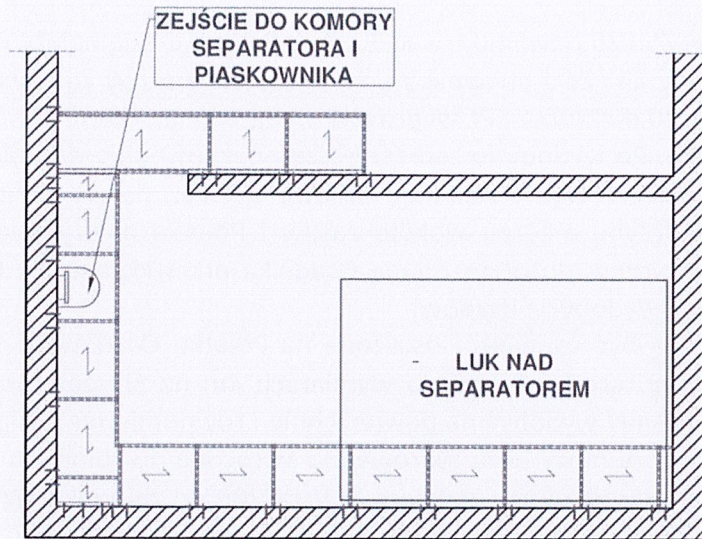 ZEJŚCIE DO KOMORY
SEPARATORA I
PIASKOWNIKA
LUK NAD
SEPARATOREM